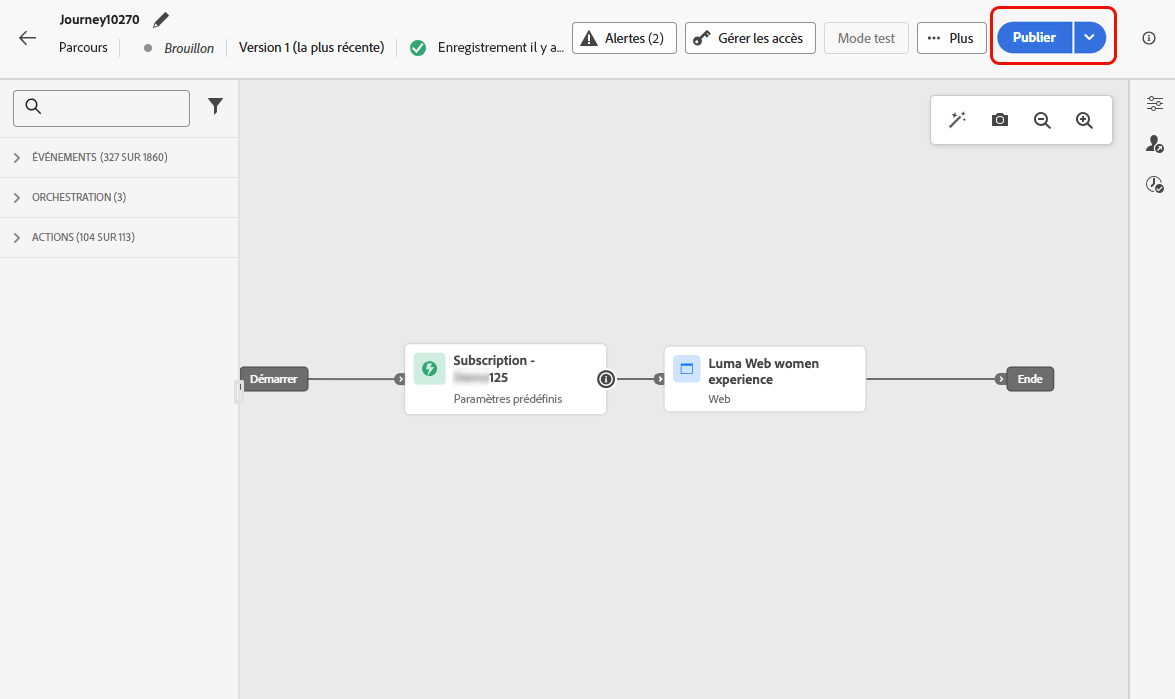 Journey10270
Parcours
Brouillon
Version 1 (la plus récente)
Enregistrement il y a...
Alertes (2)
Gérer les accès
Mode test
Plus
Publier
ÉVÉNEMENTS (327 SUR 1860)
ORCHESTRATION (3)
ACTIONS (104 SUR 113)
Démarrer
Subscription -
125
Paramètres prédéfinis
Luma Web women
experience
Web
Ende